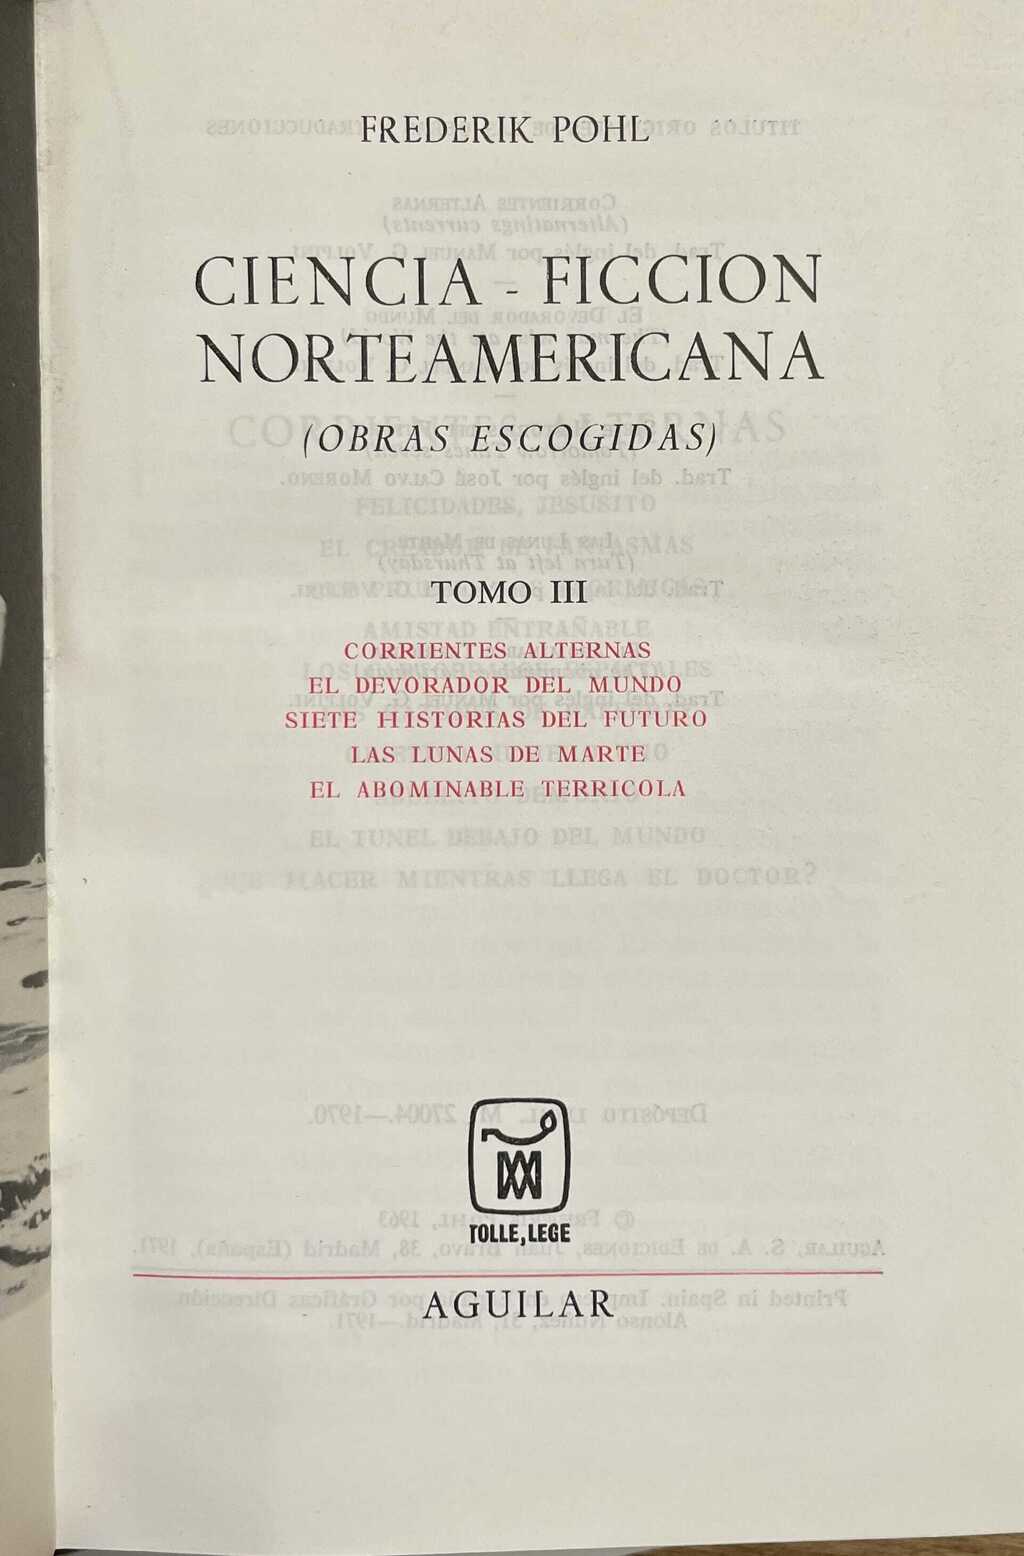 FREDERIK POHL
CIENCIA - FICCION
NORTEAMERICANA
(OBRAS ESCOGIDAS)
TOMO III
CORRIENTES ALTERNAS
EL DEVORADOR DEL MUNDO
SIETE HISTORIAS DEL FUTURO
LAS LUNAS DE MARTE
EL ABOMINABLE TERRICOLA
TOLLE, LEGE
AGUILAR